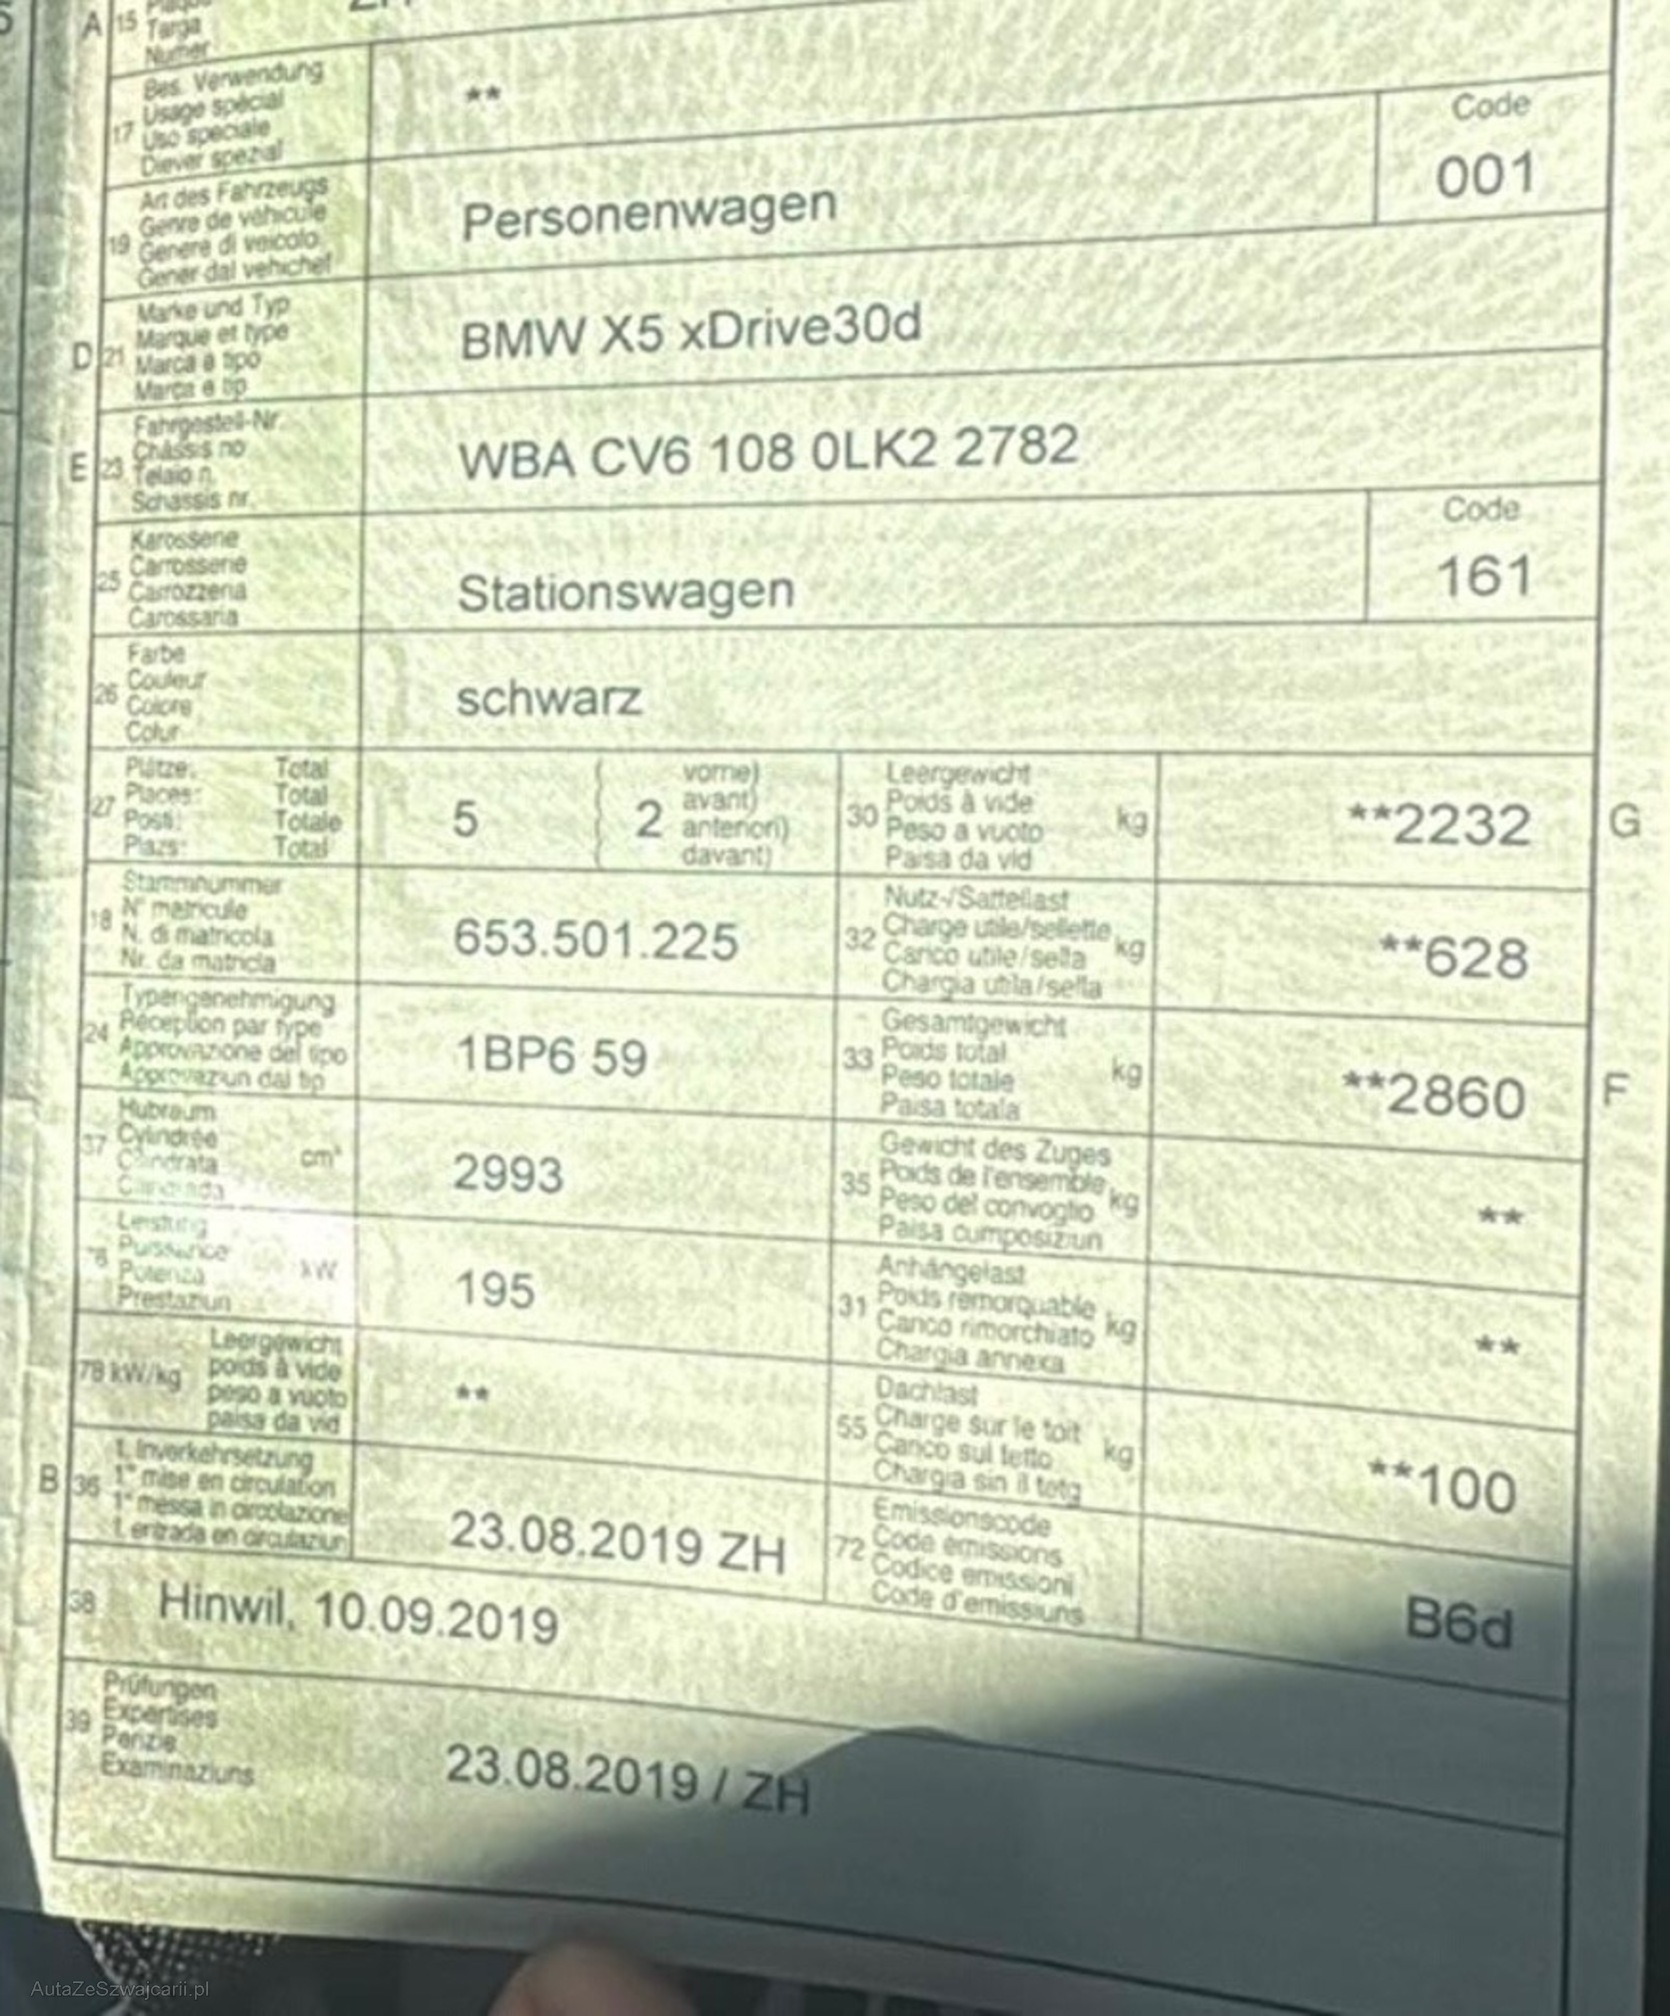 A 15
Targa
Numer
17 Bes. Verwendung
Usage spécial
Uso speciale
Diever spezial
**
19 Art des Fahrzeugs
Genre de véhicule
Genere di veicolo
Gener dal vehichel
Personenwagen
Code
001
D 21 Marke und Typ
Marque et type
Marca e tipo
Marca e tip
BMW X5 xDrive30d
E 23 Fahrgestell-Nr.
Châssis no
Telaio n.
Schassis nr.
WBA CV6 108 0LK2 2782
25 Karosserie
Carrosserie
Carrozzeria
Carossaria
Stationswagen
Code
161
26 Farbe
Couleur
Colore
Colur
schwarz
27 Plätze: Total
Places: Total
Posti: Totale
Plazs: Total
5 ( 2 vorne)
avant)
anteriori)
davant)
30 Leergewicht
Poids à vide
Peso a vuoto
Paisa da vid
kg
**2232 G
18 Stammnummer
N° matricule
N. di matricola
Nr. da matricla
653.501.225
32 Nutz-/Sattellast
Charge utile/sellette
Carico utile/sella
Chargia utila/sella
kg
**628
24 Typengenehmigung
Réception par type
Approvazione del tipo
Approvaziun dal tip
1BP6 59
33 Gesamtgewicht
Poids total
Peso totale
Paisa totala
kg
**2860 F
37 Hubraum
Cylindrée
Cilindrata
cm³
2993
35 Gewicht des Zuges
Poids de l'ensemble
Peso del convoglio
Paisa cumposiziun
kg
**
76 Leistung
Puissance
Potenza
Prestaziun
kW
195
31 Anhängelast
Poids remorquable
Carico rimorchiato
Chargia annexa
kg
**
78 kW/kg Leergewicht
poids à vide
peso a vuoto
paisa da vid
**
55 Dachlast
Charge sur le toit
Carico sul tetto
Chargia sin il tetg
kg
**100
B 36 1. Inverkehrsetzung
1re mise en circulation
1a messa in circolazione
1. entrada en circulaziun
23.08.2019 ZH
72 Emissionscode
Code émissions
Codice emissioni
Code d'emissiuns
B6d
38 Hinwil, 10.09.2019
39 Prüfungen
Expertises
Perizie
Examinaziuns
23.08.2019 / ZH
AutaZeSzwajcarii.pl